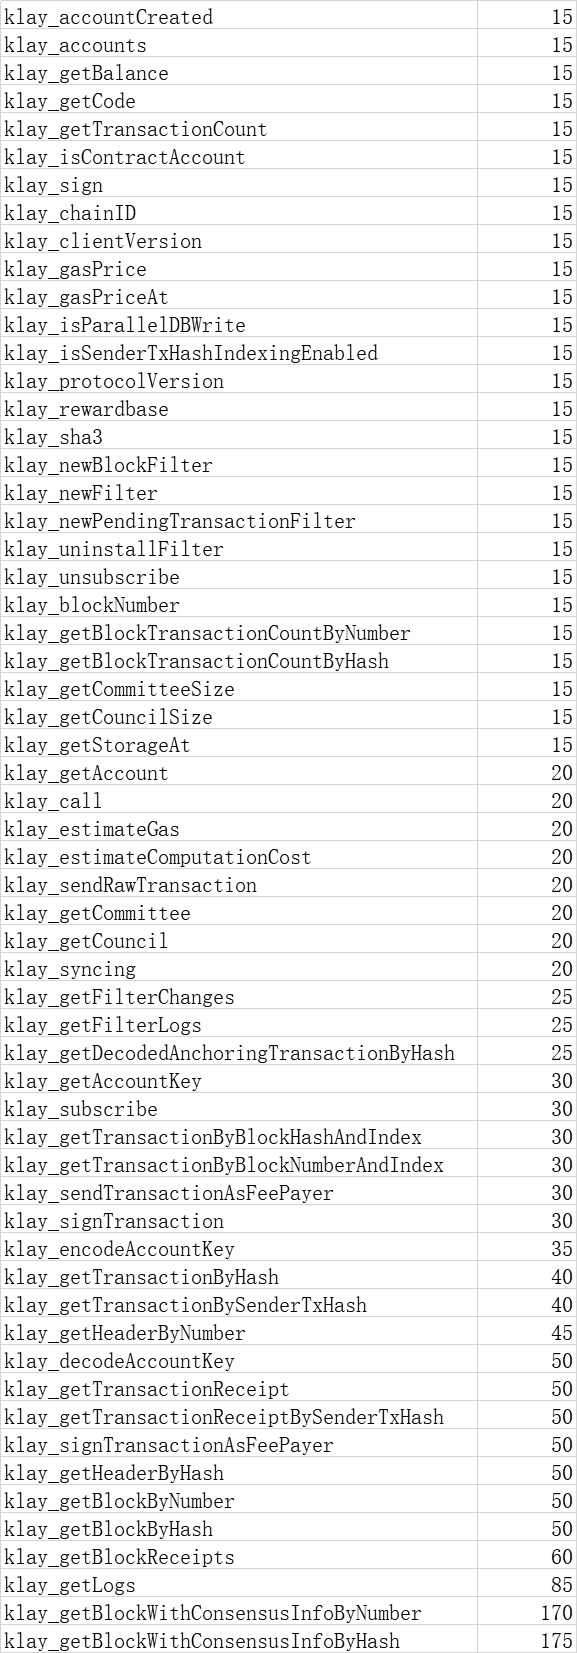 klay_accountCreated 15
klay_accounts 15
klay_getBalance 15
klay_getCode 15
klay_getTransactionCount 15
klay_isContractAccount 15
klay_sign 15
klay_chainID 15
klay_clientVersion 15
klay_gasPrice 15
klay_gasPriceAt 15
klay_isParallelDBWrite 15
klay_isSenderTxHashIndexingEnabled 15
klay_protocolVersion 15
klay_rewardbase 15
klay_sha3 15
klay_newBlockFilter 15
klay_newFilter 15
klay_newPendingTransactionFilter 15
klay_uninstallFilter 15
klay_unsubscribe 15
klay_blockNumber 15
klay_getBlockTransactionCountByNumber 15
klay_getBlockTransactionCountByHash 15
klay_getCommitteeSize 15
klay_getCouncilSize 15
klay_getStorageAt 15
klay_getAccount 20
klay_call 20
klay_estimateGas 20
klay_estimateComputationCost 20
klay_sendRawTransaction 20
klay_getCommittee 20
klay_getCouncil 20
klay_syncing 20
klay_getFilterChanges 25
klay_getFilterLogs 25
klay_getDecodedAnchoringTransactionByHash 25
klay_getAccountKey 30
klay_subscribe 30
klay_getTransactionByBlockHashAndIndex 30
klay_getTransactionByBlockNumberAndIndex 30
klay_sendTransactionAsFeePayer 30
klay_signTransaction 30
klay_encodeAccountKey 35
klay_getTransactionByHash 40
klay_getTransactionBySenderTxHash 40
klay_getHeaderByNumber 45
klay_decodeAccountKey 50
klay_getTransactionReceipt 50
klay_getTransactionReceiptBySenderTxHash 50
klay_signTransactionAsFeePayer 50
klay_getHeaderByHash 50
klay_getBlockByNumber 50
klay_getBlockByHash 50
klay_getBlockReceipts 60
klay_getLogs 85
klay_getBlockWithConsensusInfoByNumber 170
klay_getBlockWithConsensusInfoByHash 175